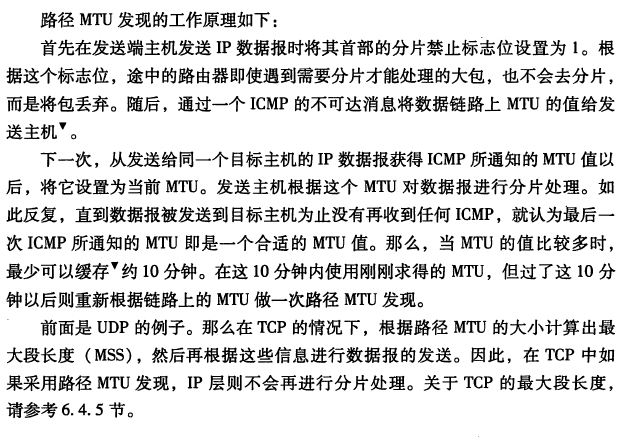 路径 MTU 发现的工作原理如下：
首先在发送端主机发送 IP 数据报时将其首部的分片禁止标志位设置为 1。根
据这个标志位，途中的路由器即使遇到需要分片才能处理的大包，也不会去分片，
而是将包丢弃。随后，通过一个 ICMP 的不可达消息将数据链路上 MTU 的值给发
送主机▼。
下一次，从发送给同一个目标主机的 IP 数据报获得 ICMP 所通知的 MTU 值以
后，将它设置为当前 MTU。发送主机根据这个 MTU 对数据报进行分片处理。如
此反复，直到数据报被发送到目标主机为止没有再收到任何 ICMP，就认为最后一
次 ICMP 所通知的 MTU 即是一个合适的 MTU 值。那么，当 MTU 的值比较多时，
最少可以缓存▼约 10 分钟。在这 10 分钟内使用刚刚求得的 MTU，但过了这 10 分
钟以后则重新根据链路上的 MTU 做一次路径 MTU 发现。
前面是 UDP 的例子。那么在 TCP 的情况下，根据路径 MTU 的大小计算出最
大段长度（MSS），然后再根据这些信息进行数据报的发送。因此，在 TCP 中如
果采用路径 MTU 发现，IP 层则不会再进行分片处理。关于 TCP 的最大段长度，
请参考 6.4.5 节。